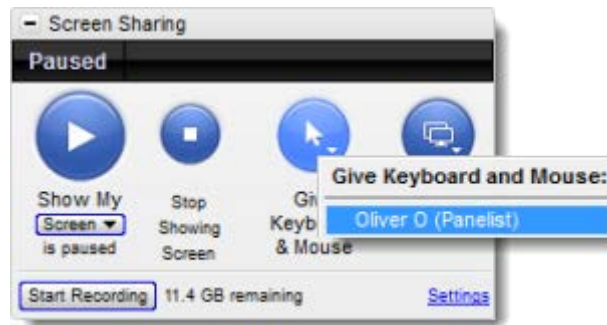 Screen Sharing
Paused
Show My
Screen
is paused
Stop
Showing
Screen
& Mouse
Give Keyboard and Mouse:
Oliver O (Panelist)
Start Recording
11.4 GB remaining
Settings